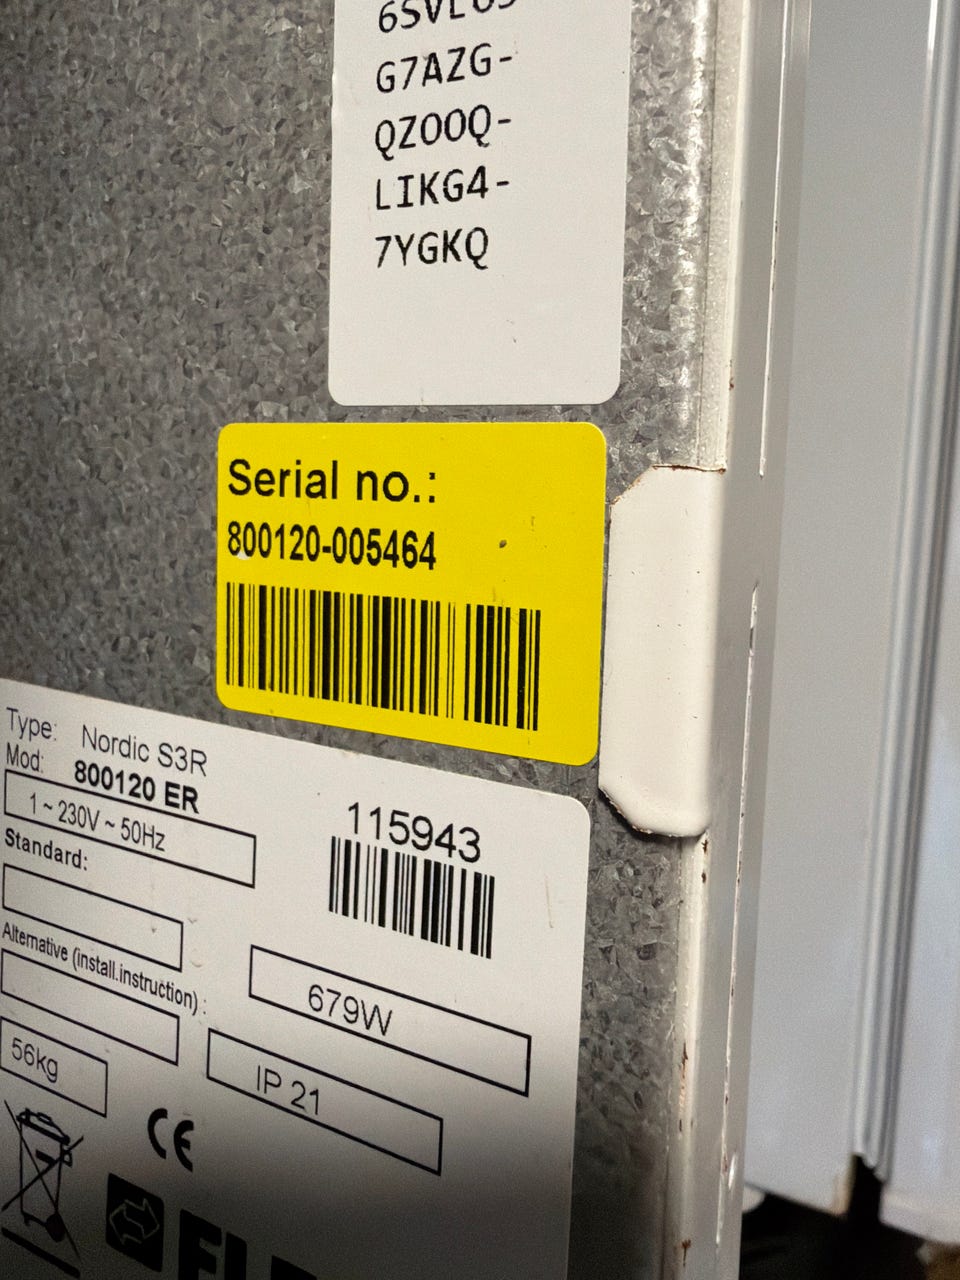 G7AZG-
QZOOQ-
LIKG4-
7YGKQ
Serial no.:
800120-005464
Type: Nordic S3R
Mod: 800120 ER
1 ~ 230V ~ 50Hz
115943
Standard:
Alternative (install.instruction) :
679W
56kg
IP 21
CE